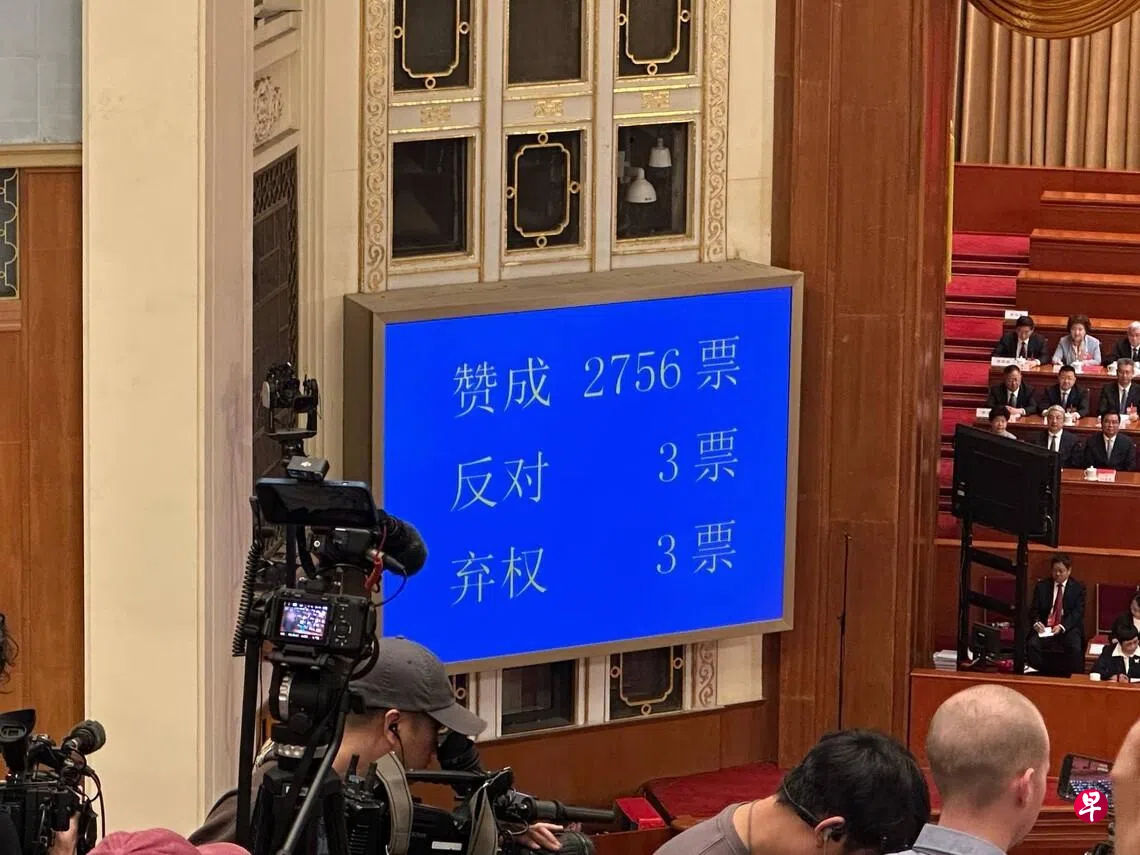 赞成 2756 票
反对 3 票
弃权 3 票
早